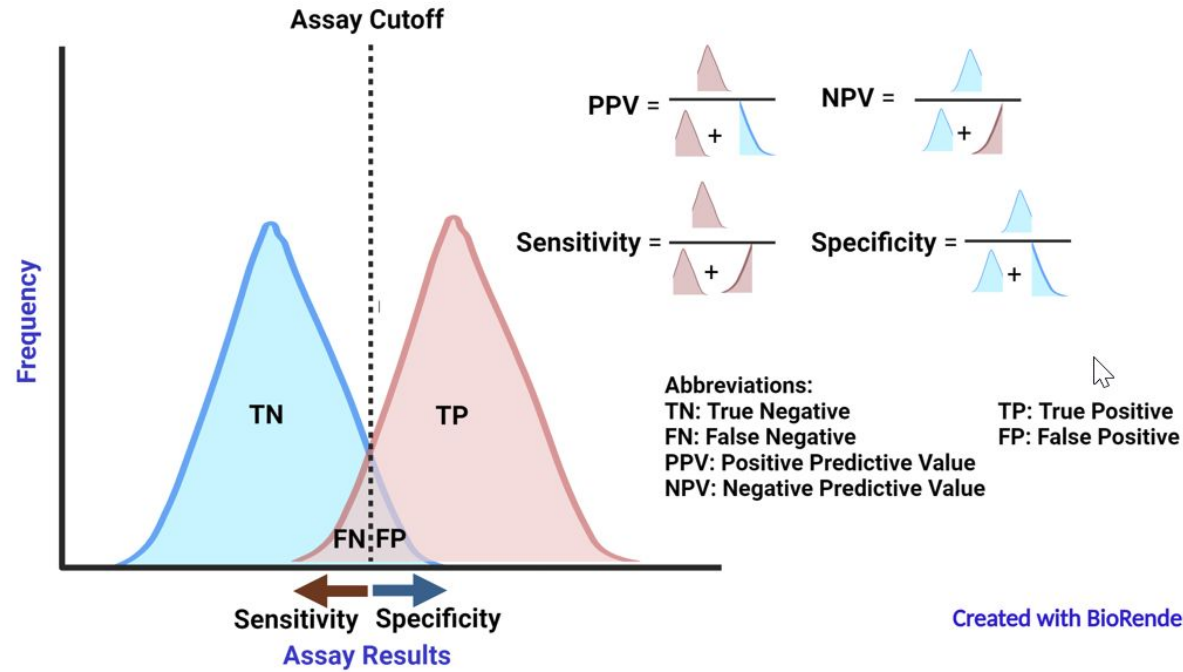 Assay Cutoff
PPV =
+
NPV =
+
Sensitivity =
+
Specificity =
+
Frequency
TN
TP
FN
FP
Abbreviations:
TN: True Negative
TP: True Positive
FN: False Negative
FP: False Positive
PPV: Positive Predictive Value
NPV: Negative Predictive Value
Sensitivity
Specificity
Assay Results
Created with BioRende